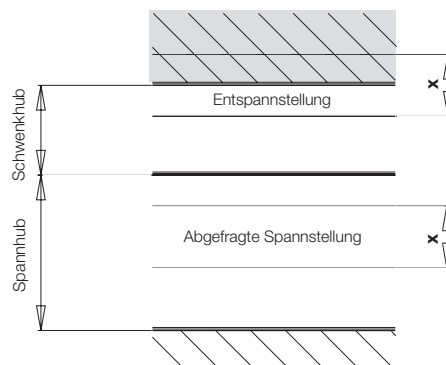 Entspannstellung
x
Schwenkhub
Abgefragte Spannstellung
x
Spannhub